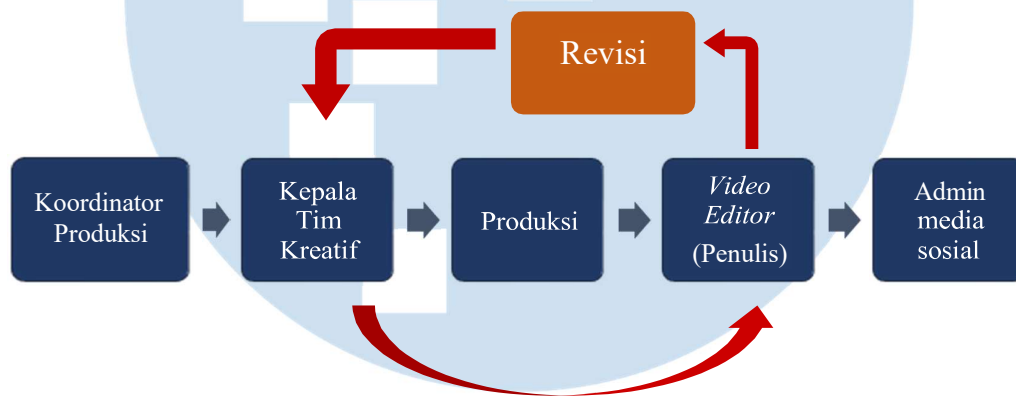 Revisi
Koordinator
Produksi
Kepala
Tim
Kreatif
Produksi
Video
Editor
(Penulis)
Admin
media
sosial